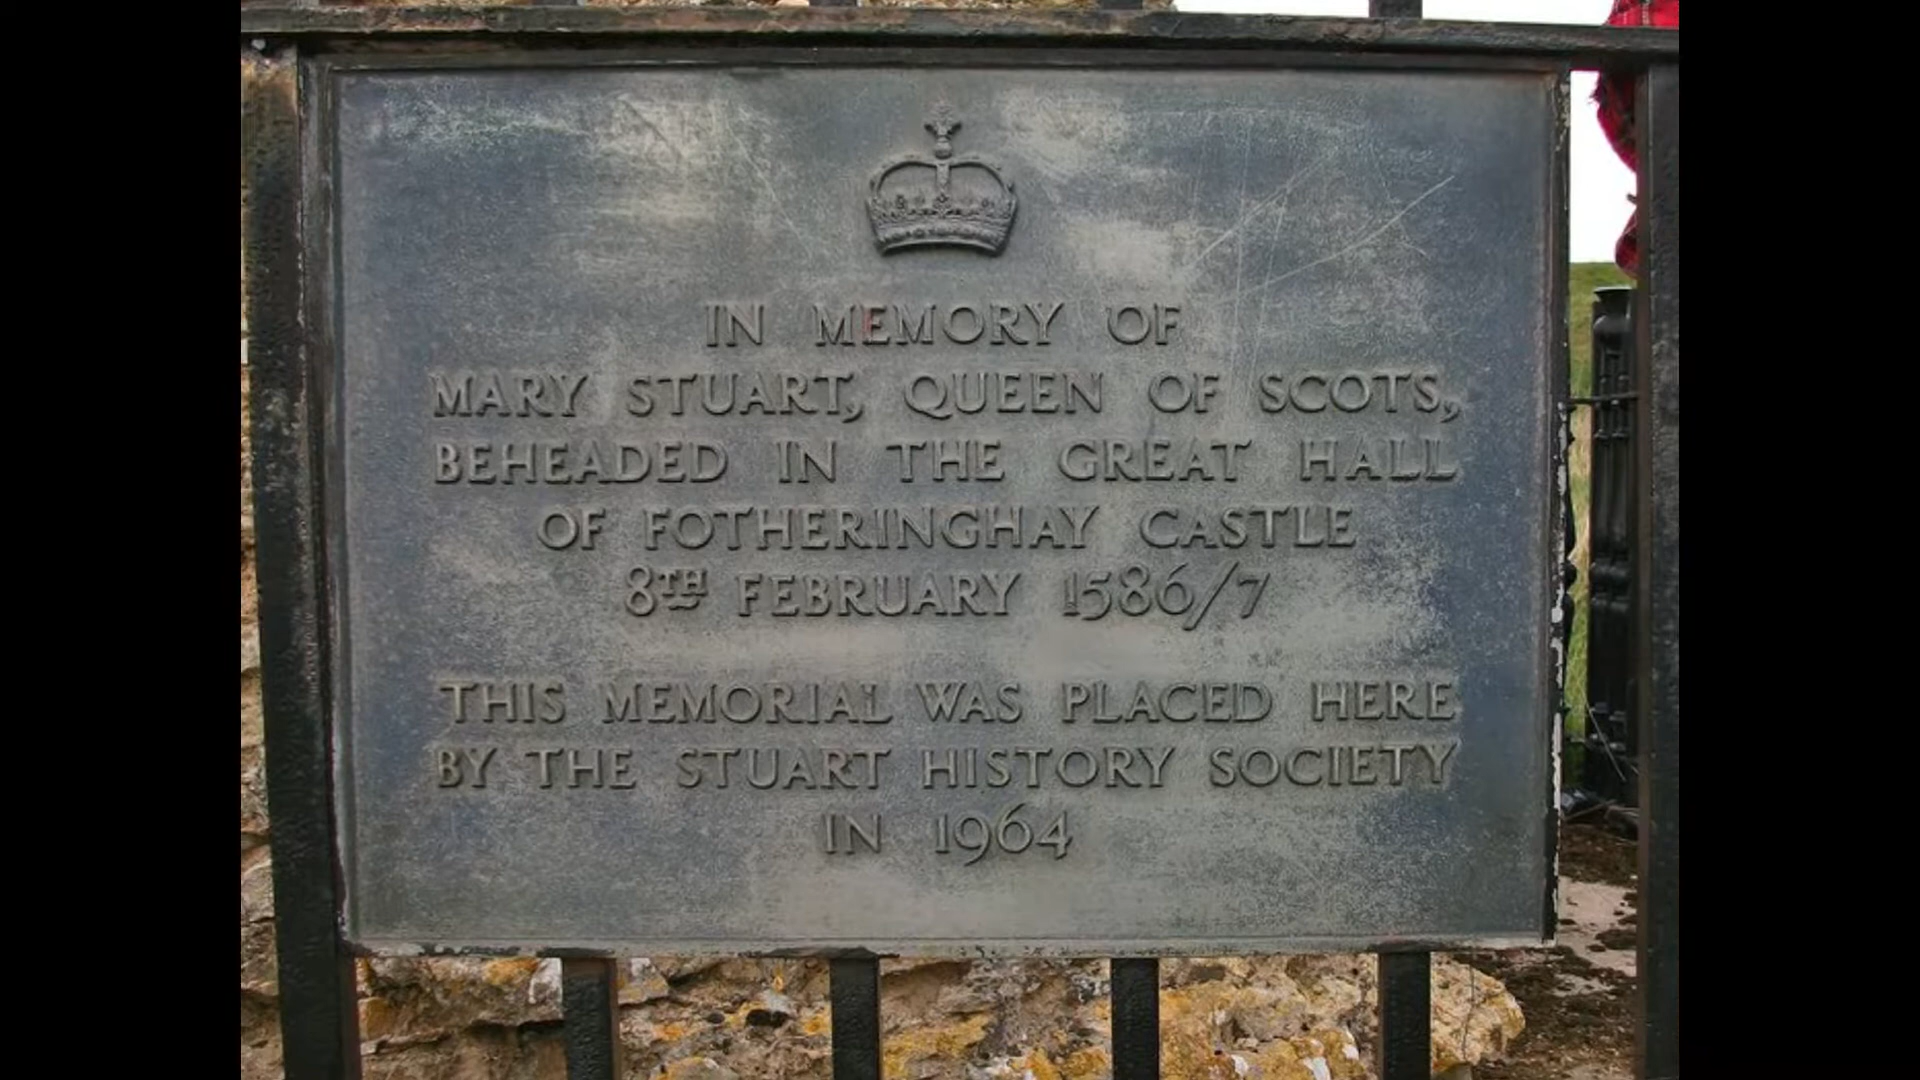 IN MEMORY OF
MARY STUART, QUEEN OF SCOTS,
BEHEADED IN THE GREAT HALL
OF FOTHERINGHAY CASTLE
8TH FEBRUARY 1586/7
THIS MEMORIAL WAS PLACED HERE
BY THE STUART HISTORY SOCIETY
IN 1964